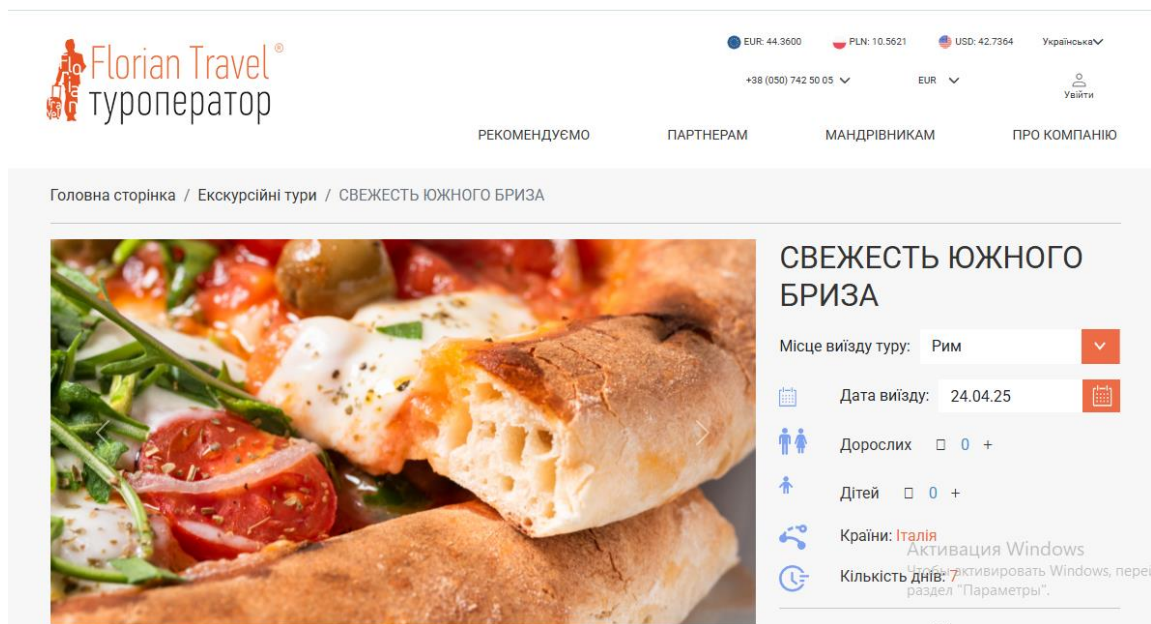 Florian Travel ®
туроператор
EUR: 44.3600 PLN: 10.5621 USD: 42.7364 Українська
+38 (050) 742 50 05 EUR Увійти
РЕКОМЕНДУЄМО ПАРТНЕРАМ МАНДРІВНИКАМ ПРО КОМПАНІЮ
Головна сторінка / Екскурсійні тури / СВЕЖЕСТЬ ЮЖНОГО БРИЗА
СВЕЖЕСТЬ ЮЖНОГО
БРИЗА
Місце виїзду туру: Рим
Дата виїзду: 24.04.25
Дорослих 0 +
Дітей 0 +
Країни: Італія
Активация Windows
Кількість днів: 7
Чтобы активировать Windows, перей
раздел "Параметры".